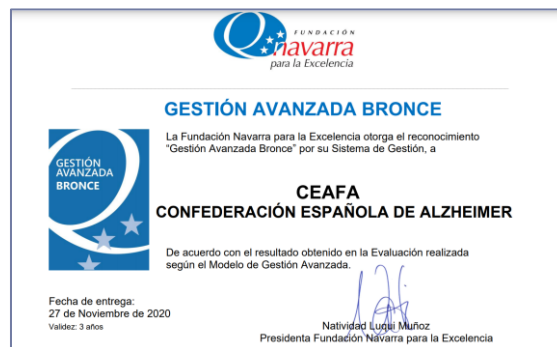 FUNDACIÓN
navarra
para la Excelencia
GESTIÓN AVANZADA BRONCE
La Fundación Navarra para la Excelencia otorga el reconocimiento
"Gestión Avanzada Bronce" por su Sistema de Gestión, a
GESTIÓN
AVANZADA
BRONCE
CEAFA
CONFEDERACIÓN ESPAÑOLA DE ALZHEIMER
De acuerdo con el resultado obtenido en la Evaluación realizada
según el Modelo de Gestión Avanzada.
Fecha de entrega:
27 de Noviembre de 2020
Validez: 3 años
Natividad Luqui Muñoz
Presidenta Fundación Navarra para la Excelencia